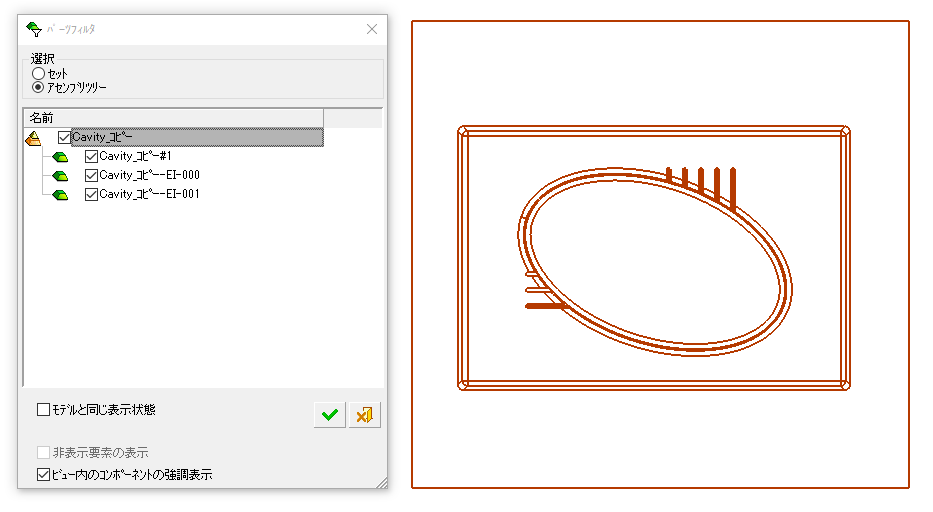 パーツフィルタ
選択
セット
アセンブリツリー
名前
Cavity_コピー
Cavity_コピー#1
Cavity_コピー-EI-000
Cavity_コピー-EI-001
モデルと同じ表示状態
非表示要素の表示
ビュー内のコンポーネントの強調表示